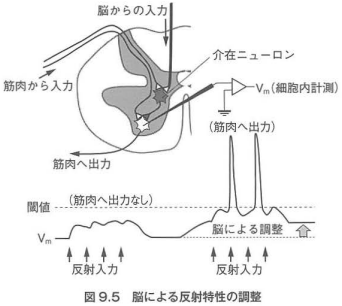 脳からの入力
介在ニューロン
筋肉から入力
Vm(細胞内計測)
筋肉へ出力
(筋肉へ出力)
(筋肉へ出力なし)
閾値
脳による調整
Vm
反射入力
反射入力
図9.5 脳による反射特性の調整